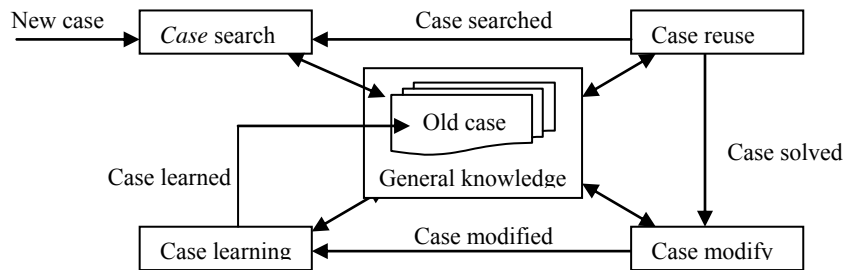 New case
Case search
Case searched
Case reuse
Old case
General knowledge
Case learned
Case solved
Case learning
Case modified
Case modify